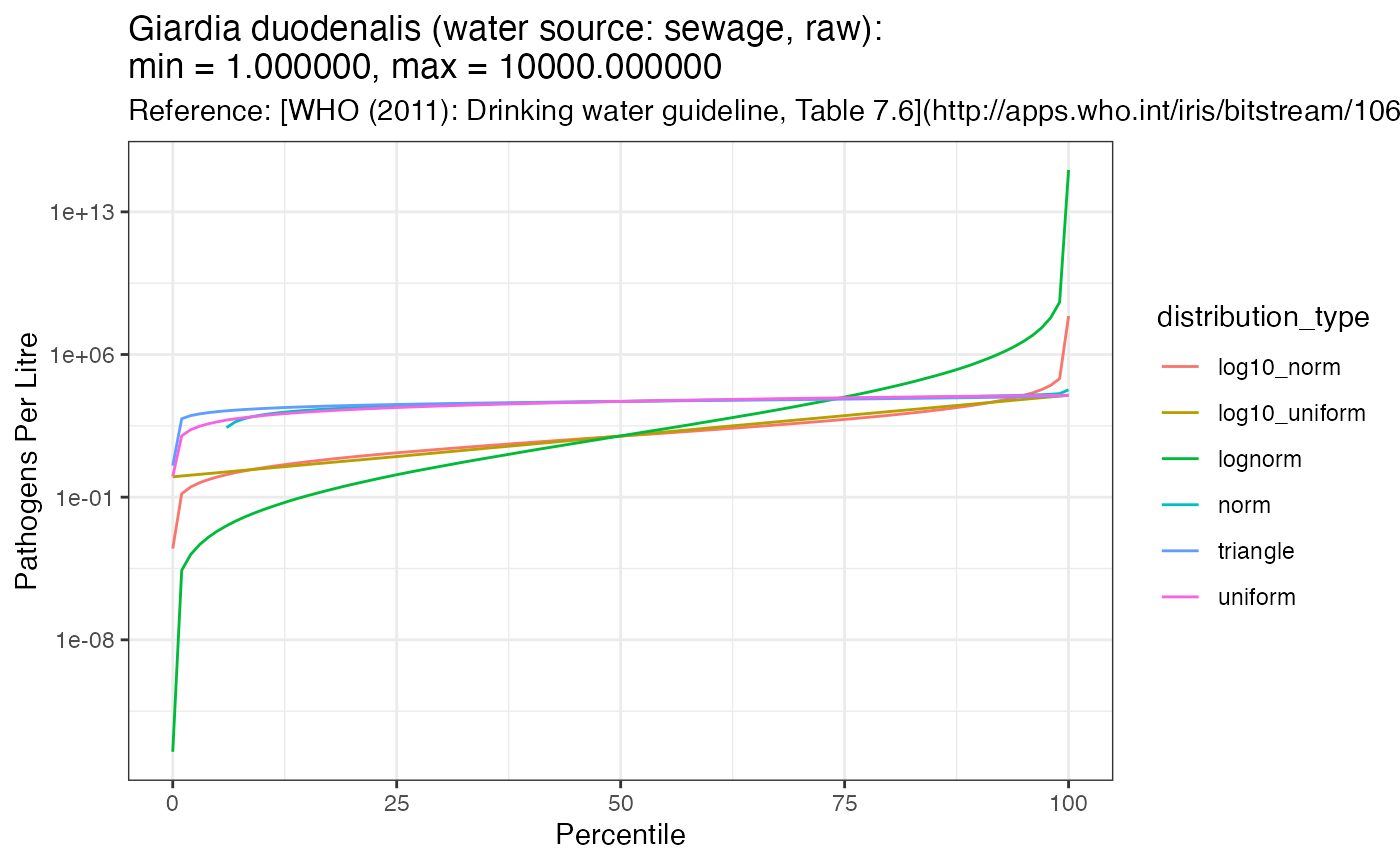 Giardia duodenalis (water source: sewage, raw):
min = 1.000000, max = 10000.000000
Reference: [WHO (2011): Drinking water guideline, Table 7.6](http://apps.who.int/iris/bitstream/106
Pathogens Per Litre
1e+13
1e+06
1e-01
1e-08
0 25 50 75 100
Percentile
distribution_type
log10_norm
log10_uniform
lognorm
norm
triangle
uniform